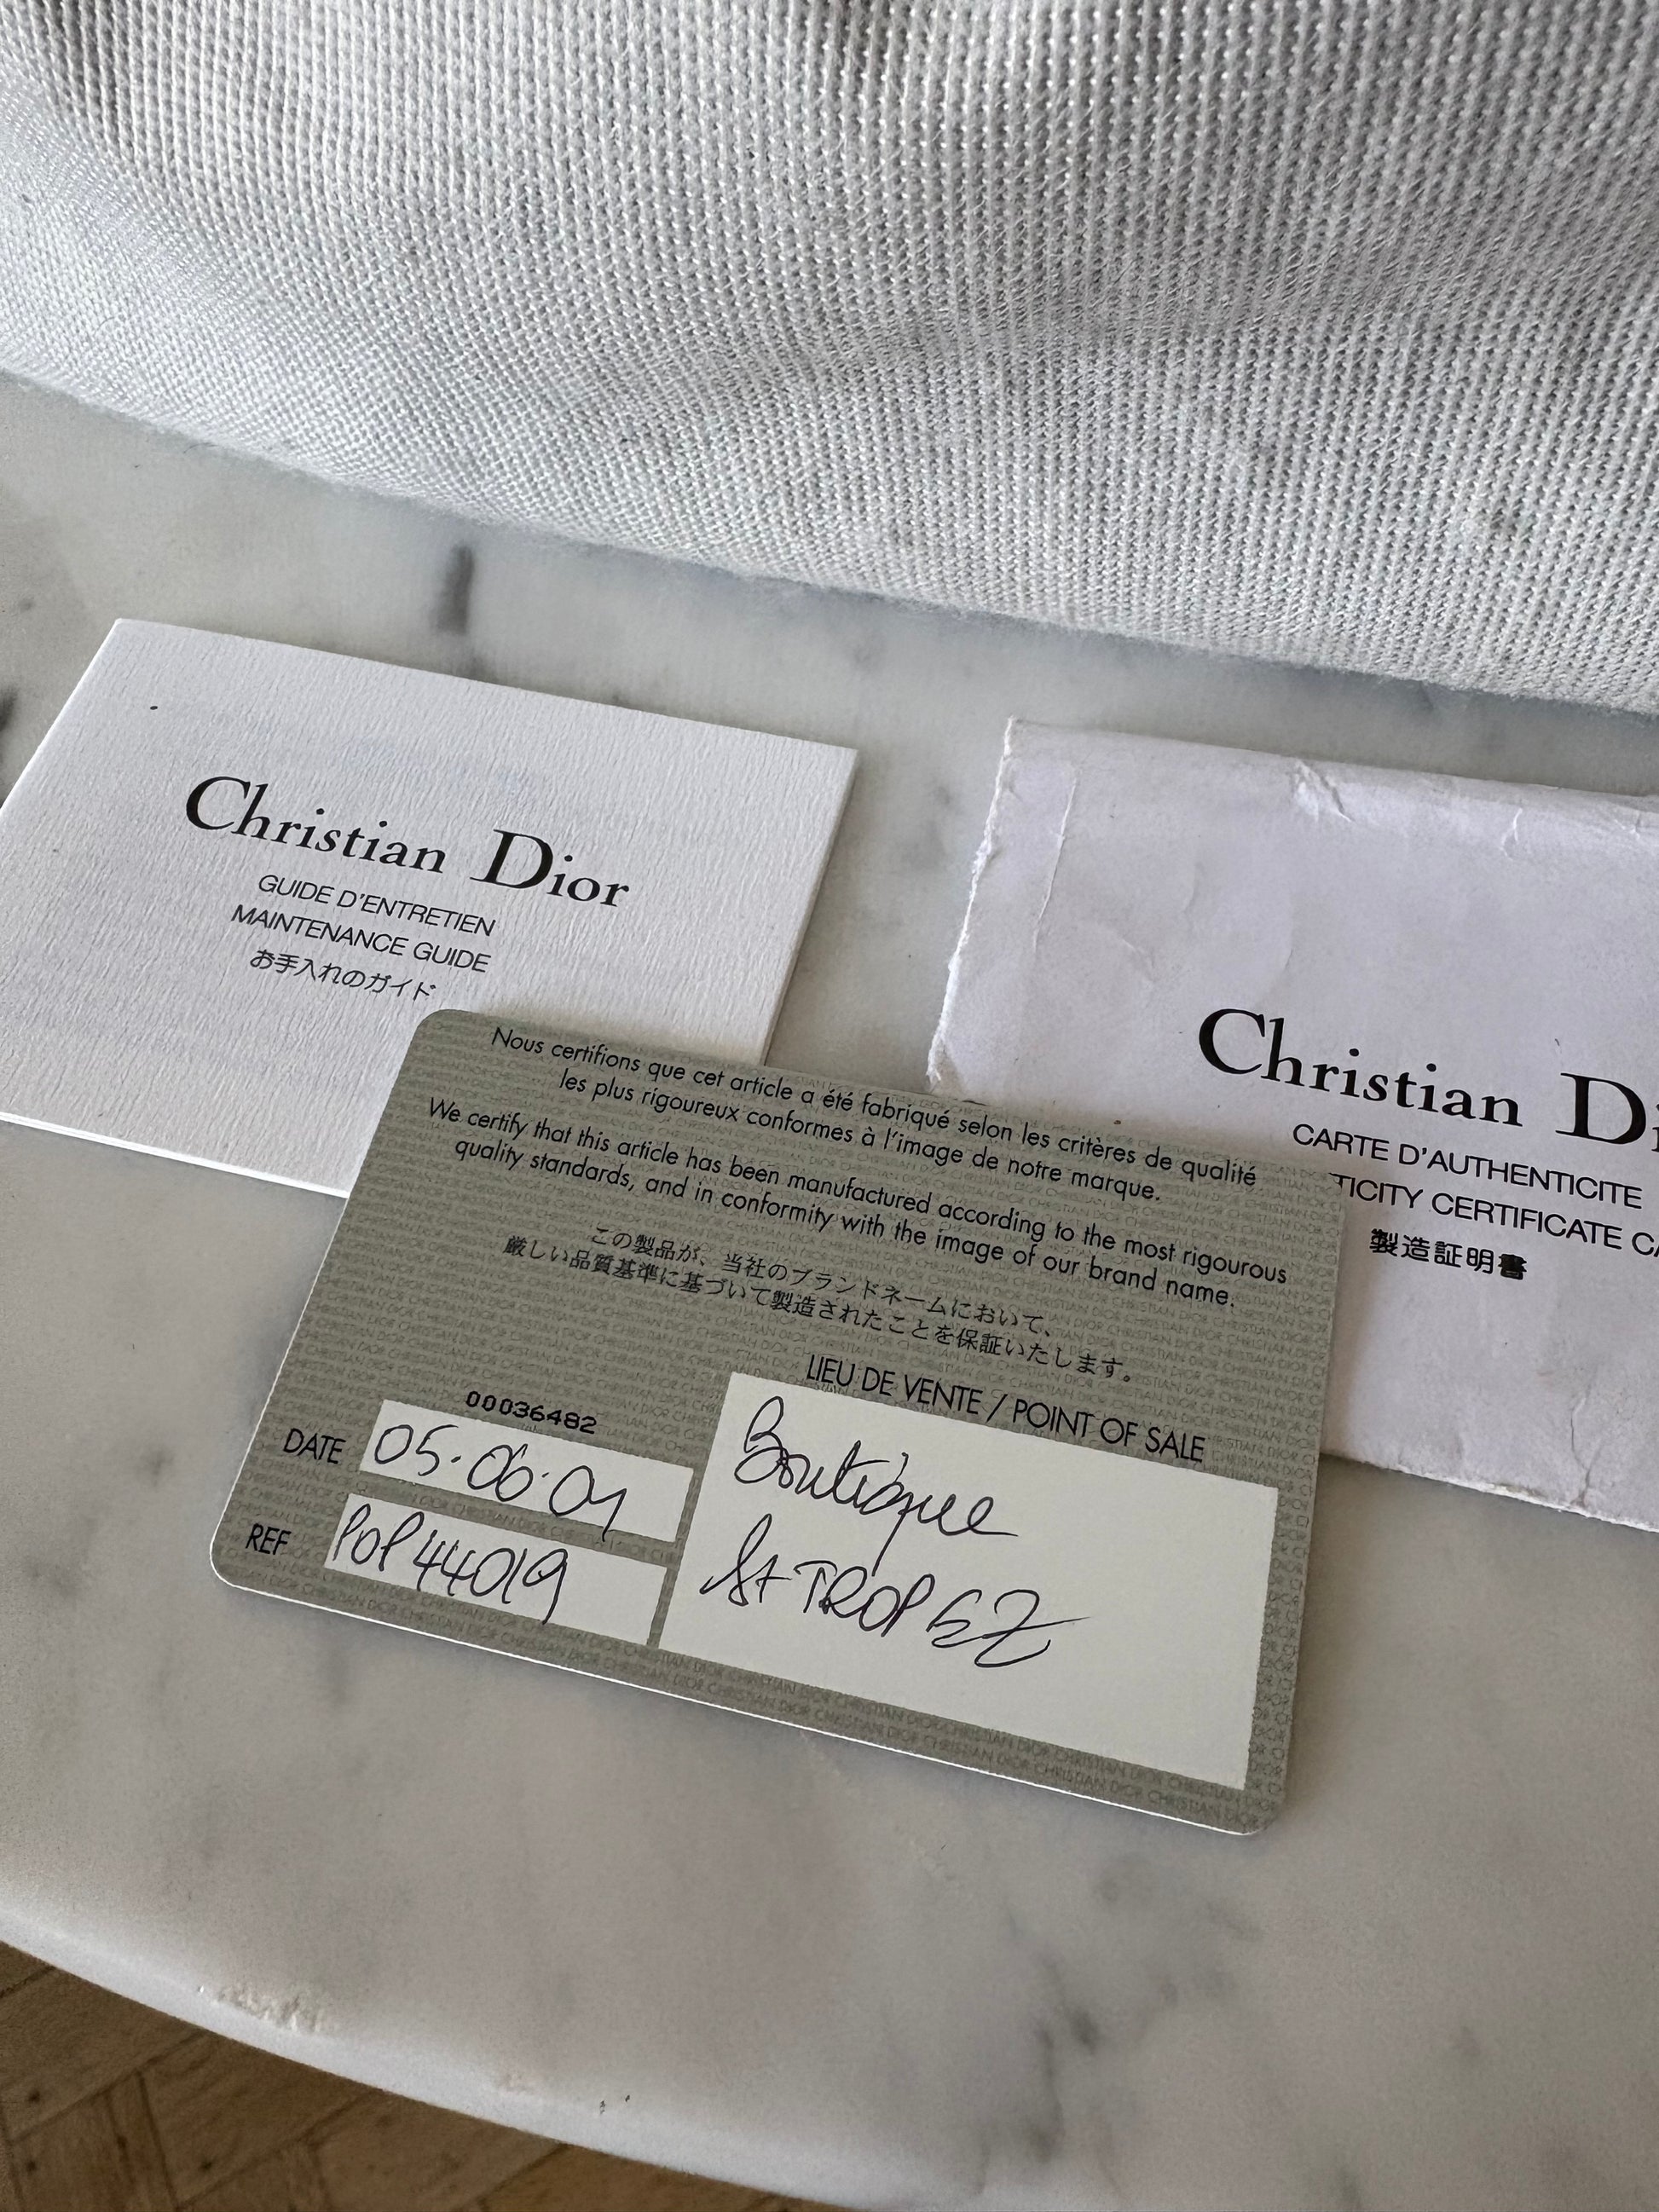 Christian Dior
GUIDE D'ENTRETIEN
MAINTENANCE GUIDE
お手入れのガイド
Christian Di
CARTE D'AUTHENTICITE
TICITY CERTIFICATE CA
製造証明書
Nous certifions que cet article a été fabriqué selon les critères de qualité
les plus rigoureux conformes à l'image de notre marque.
We certify that this article has been manufactured according to the most rigourous
quality standards, and in conformity with the image of our brand name.
この製品が、当社のブランドネームにおいて、
厳しい品質基準に基づいて製造されたことを保証いたします。
LIEU DE VENTE / POINT OF SALE
Boutique
St TROPEZ
00036482
DATE 05.06.01
REF POP44019